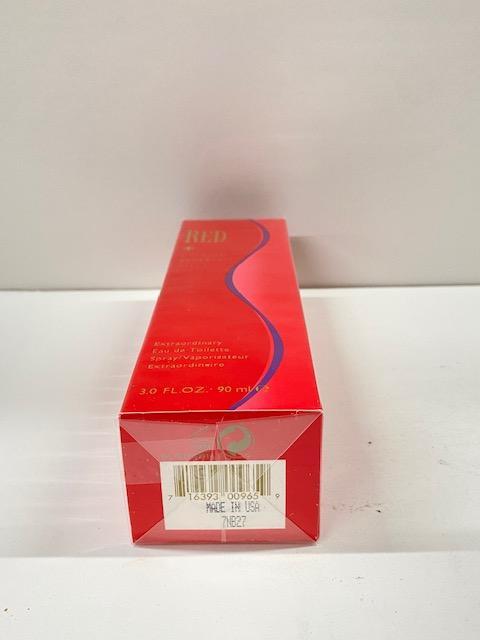 RED
Extraordinary
Eau de Toilette
Spray/Vaporisateur
Extraordinaire
3.0 FL.OZ. · 90 ml ℮
7 16393 00965 9
MADE IN USA
7NB27